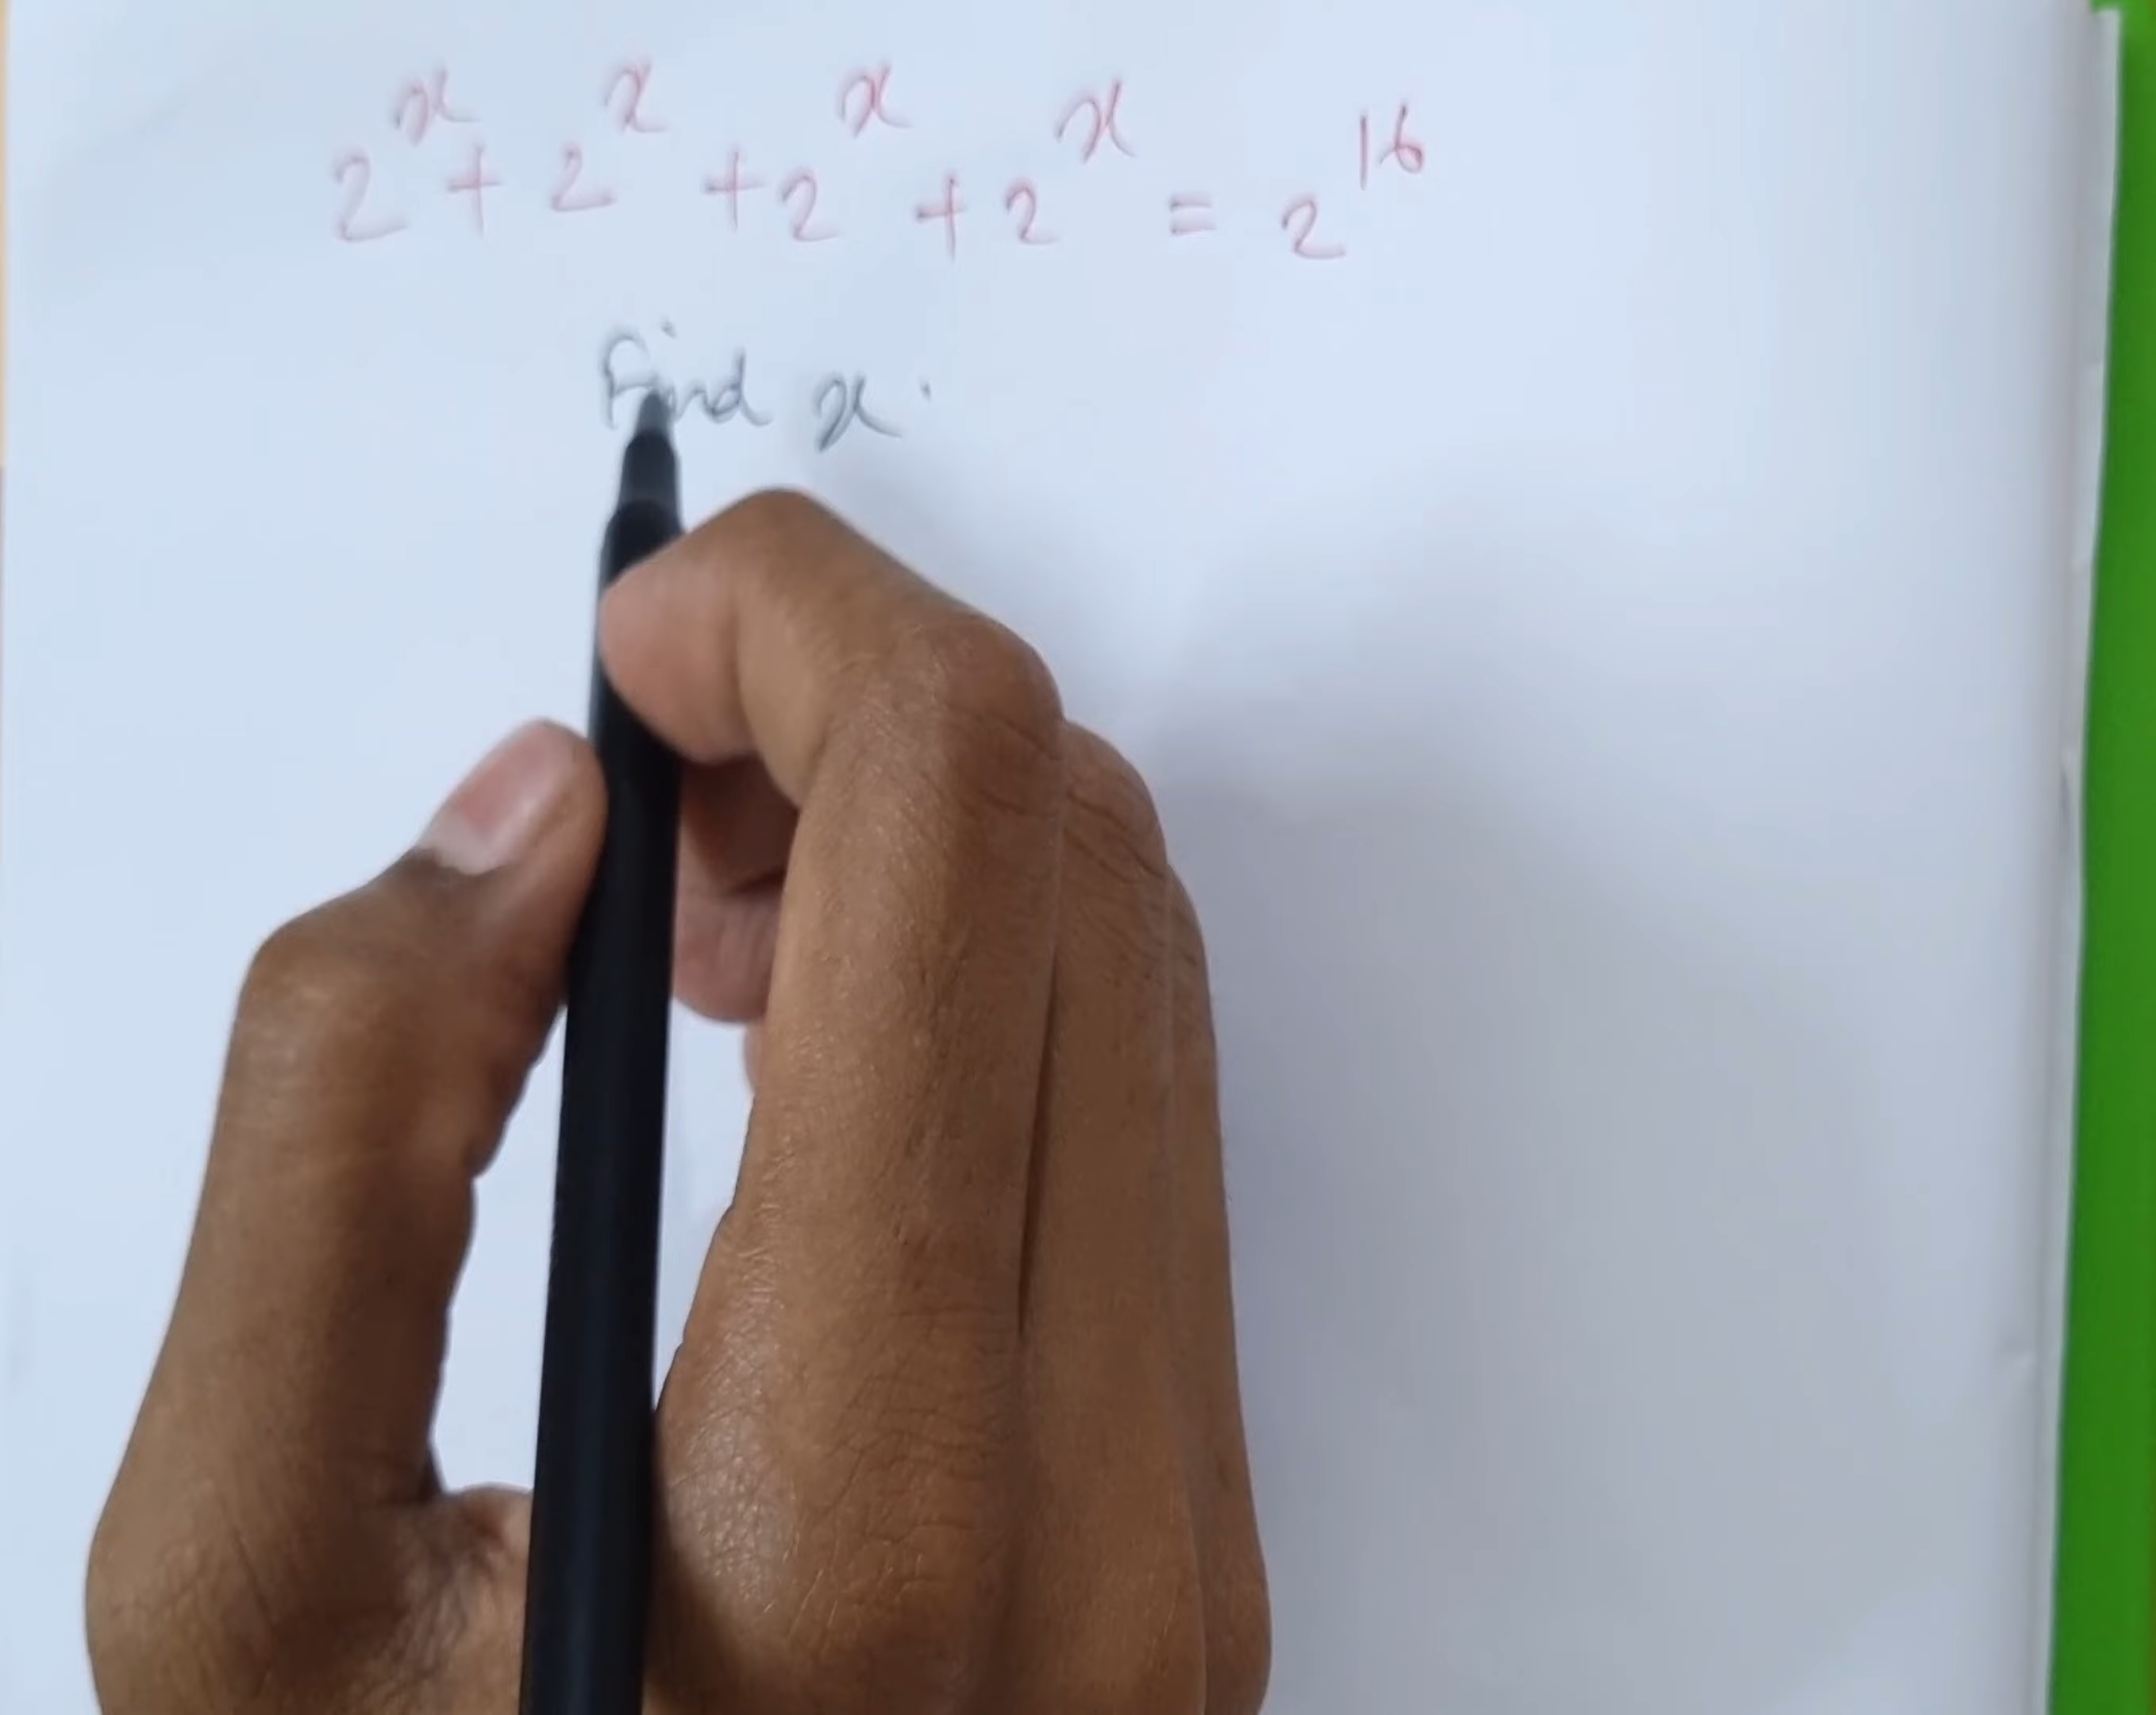 2^x + 2^x + 2^x + 2^x = 2^16
Find x.